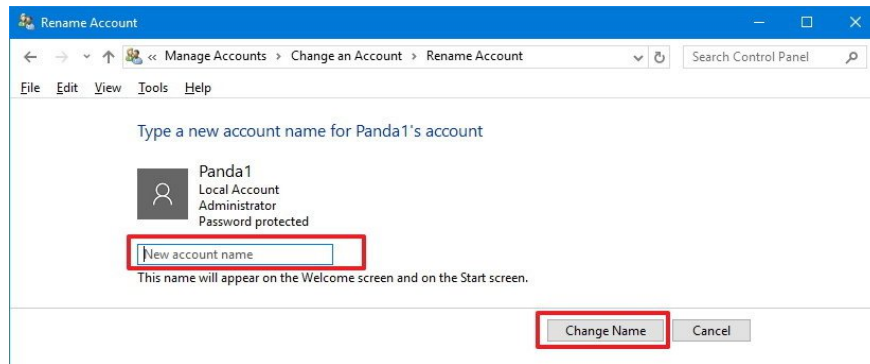 Rename Account
« Manage Accounts > Change an Account > Rename Account
Search Control Panel
File Edit View Tools Help
Type a new account name for Panda1's account
Panda1
Local Account
Administrator
Password protected
New account name
This name will appear on the Welcome screen and on the Start screen.
Change Name Cancel